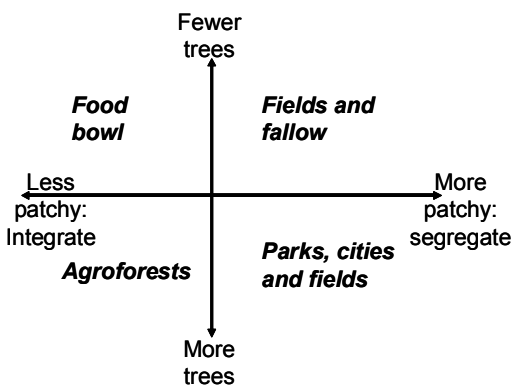 Fewer
trees
Food
bowl
Fields and
fallow
Less
patchy:
Integrate
More
patchy:
segregate
Agroforests
Parks, cities
and fields
More
trees